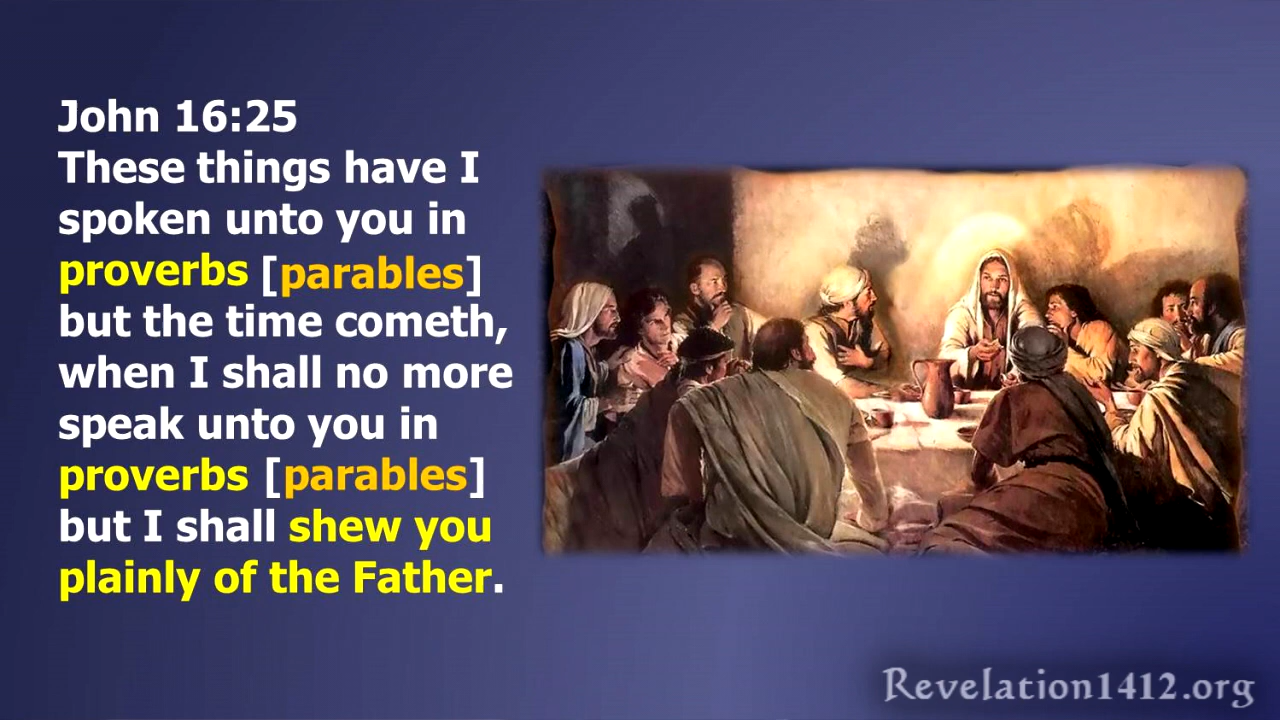 John 16:25
These things have I
spoken unto you in
proverbs [parables]
but the time cometh,
when I shall no more
speak unto you in
proverbs [parables]
but I shall shew you
plainly of the Father.
Revelation1412.org